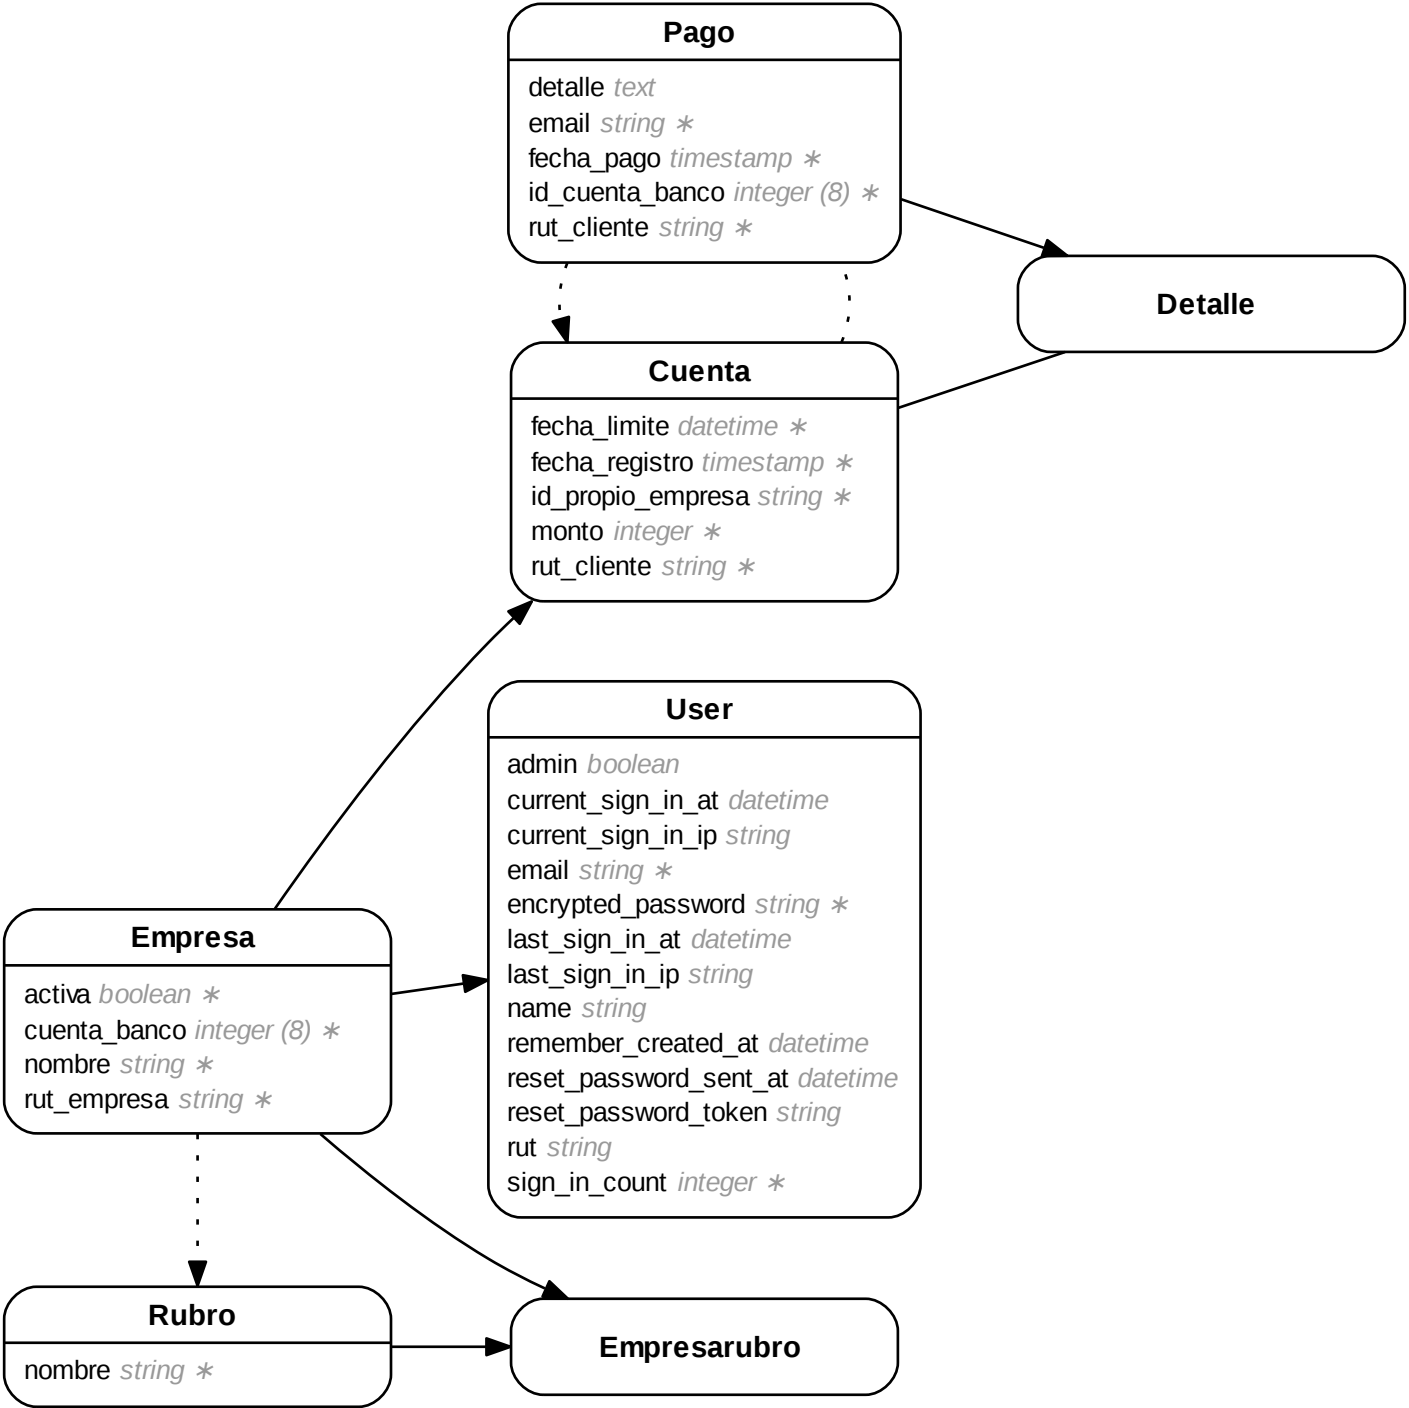 Pago
detalle text
email string ∗
fecha_pago timestamp ∗
id_cuenta_banco integer (8) ∗
rut_cliente string ∗
Detalle
Cuenta
fecha_limite datetime ∗
fecha_registro timestamp ∗
id_propio_empresa string ∗
monto integer ∗
rut_cliente string ∗
User
admin boolean
current_sign_in_at datetime
current_sign_in_ip string
email string ∗
encrypted_password string ∗
last_sign_in_at datetime
last_sign_in_ip string
name string
remember_created_at datetime
reset_password_sent_at datetime
reset_password_token string
rut string
sign_in_count integer ∗
Empresa
activa boolean ∗
cuenta_banco integer (8) ∗
nombre string ∗
rut_empresa string ∗
Rubro
nombre string ∗
Empresarubro